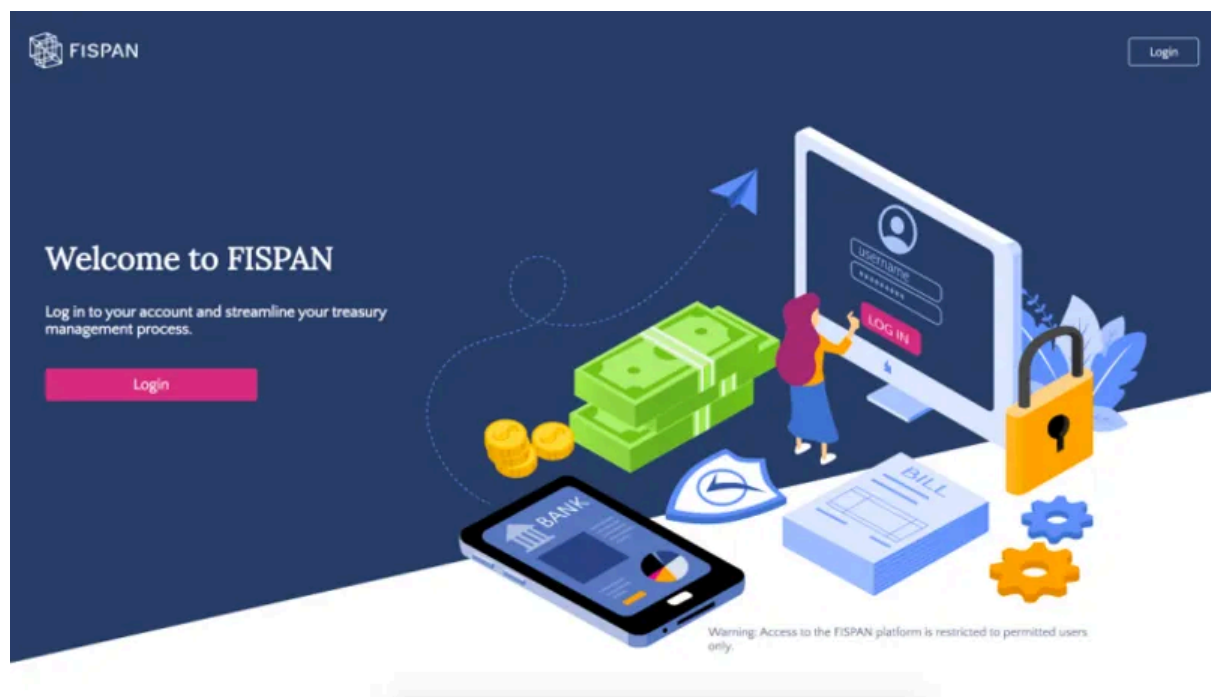 FISPAN
Login
Welcome to FISPAN
Log in to your account and streamline your treasury
management process.
Login
username
*********
LOG IN
BANK
BILL
Warning: Access to the FISPAN platform is restricted to permitted users
only.